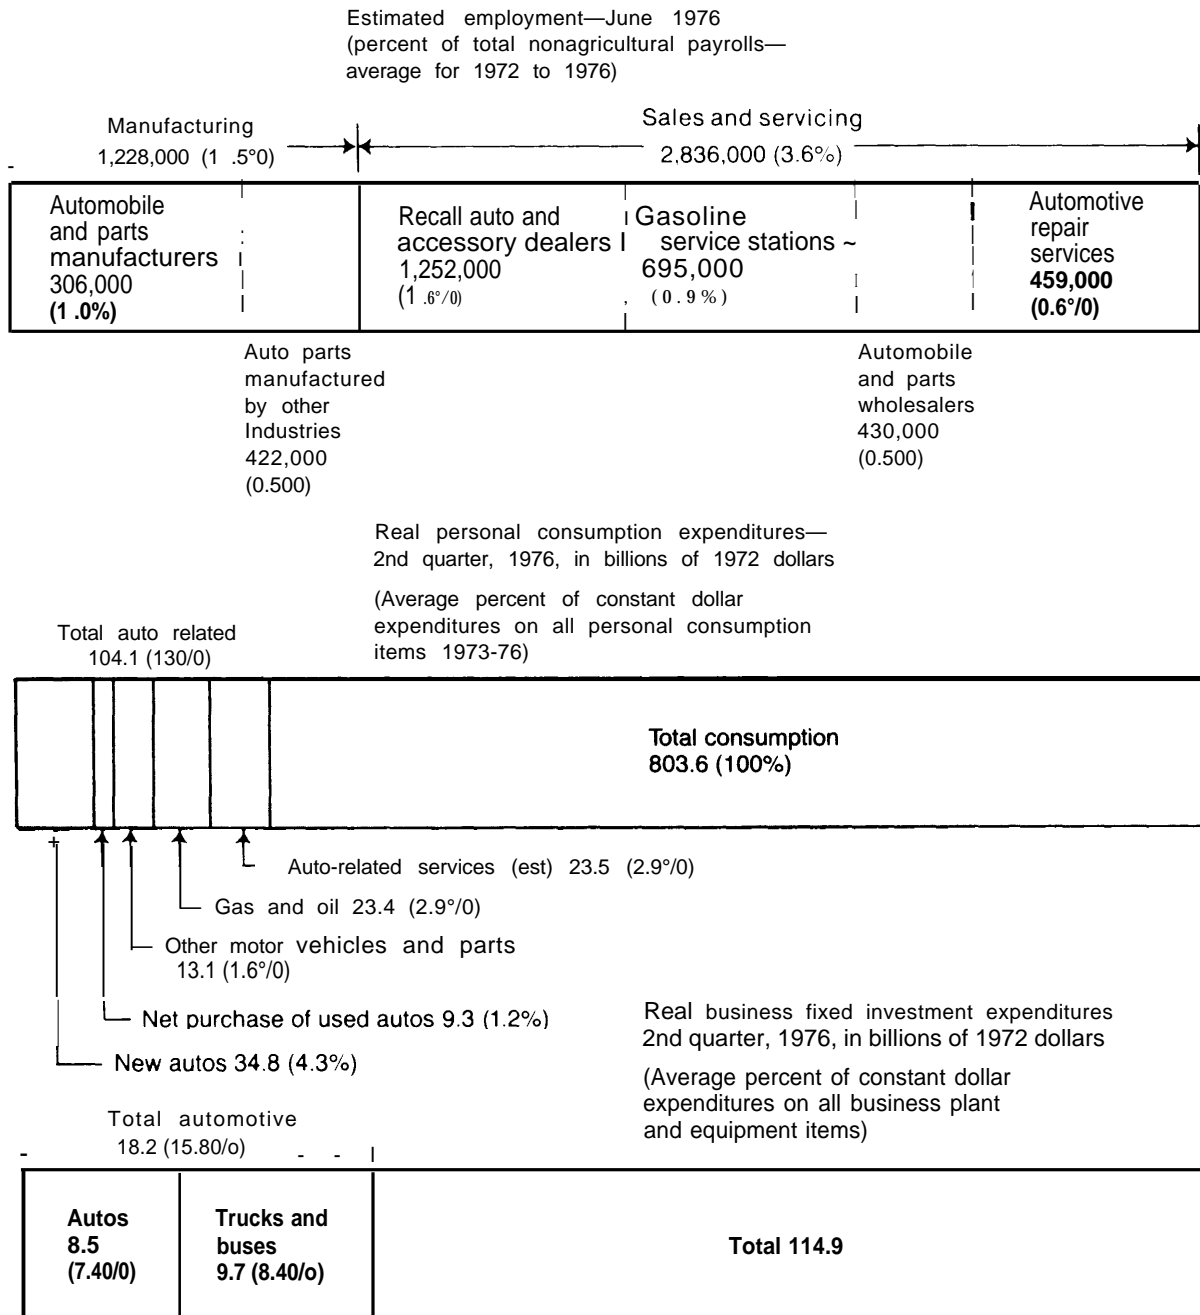 Estimated employment—June 1976
(percent of total nonagricultural payrolls—
average for 1972 to 1976)
Manufacturing
1,228,000 (1 .5°0)
Sales and servicing
2,836,000 (3.6%)
Automobile
and parts
manufacturers
306,000
(1 .0%)
Recall auto and
accessory dealers I
1,252,000
(1 .6°/0)
Gasoline
service stations ~
695,000
(0.9%)
Automotive
repair
services
459,000
(0.6°/0)
Auto parts
manufactured
by other
Industries
422,000
(0.500)
Automobile
and parts
wholesalers
430,000
(0.500)
Real personal consumption expenditures—
2nd quarter, 1976, in billions of 1972 dollars
(Average percent of constant dollar
expenditures on all personal consumption
items 1973-76)
Total auto related
104.1 (130/0)
Total consumption
803.6 (100%)
Auto-related services (est) 23.5 (2.9°/0)
Gas and oil 23.4 (2.9°/0)
Other motor vehicles and parts
13.1 (1.6°/0)
Net purchase of used autos 9.3 (1.2%)
New autos 34.8 (4.3%)
Real business fixed investment expenditures
2nd quarter, 1976, in billions of 1972 dollars
(Average percent of constant dollar
expenditures on all business plant
and equipment items)
Total automotive
18.2 (15.80/o)
Autos
8.5
(7.40/0)
Trucks and
buses
9.7 (8.40/o)
Total 114.9